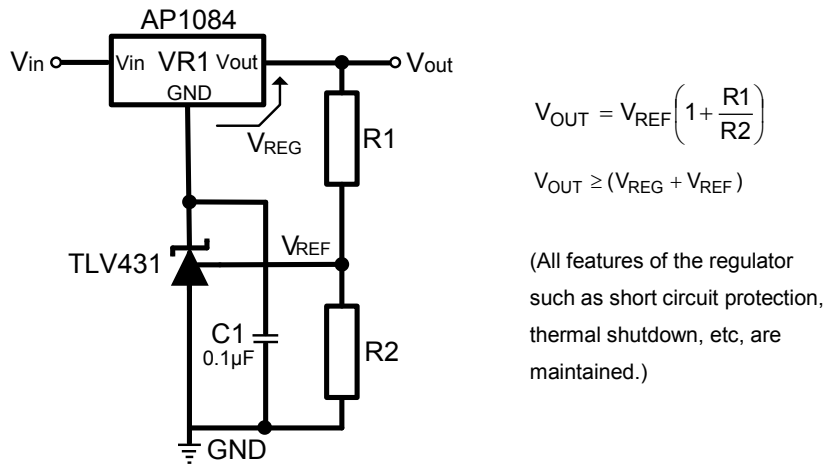 AP1084
Vin
Vin VR1 Vout
GND
Vout
VREG
R1
TLV431
VREF
C1
0.1µF
R2
GND
VOUT = VREF(1 + R1/R2)
VOUT ≥ (VREG + VREF)
(All features of the regulator
such as short circuit protection,
thermal shutdown, etc, are
maintained.)